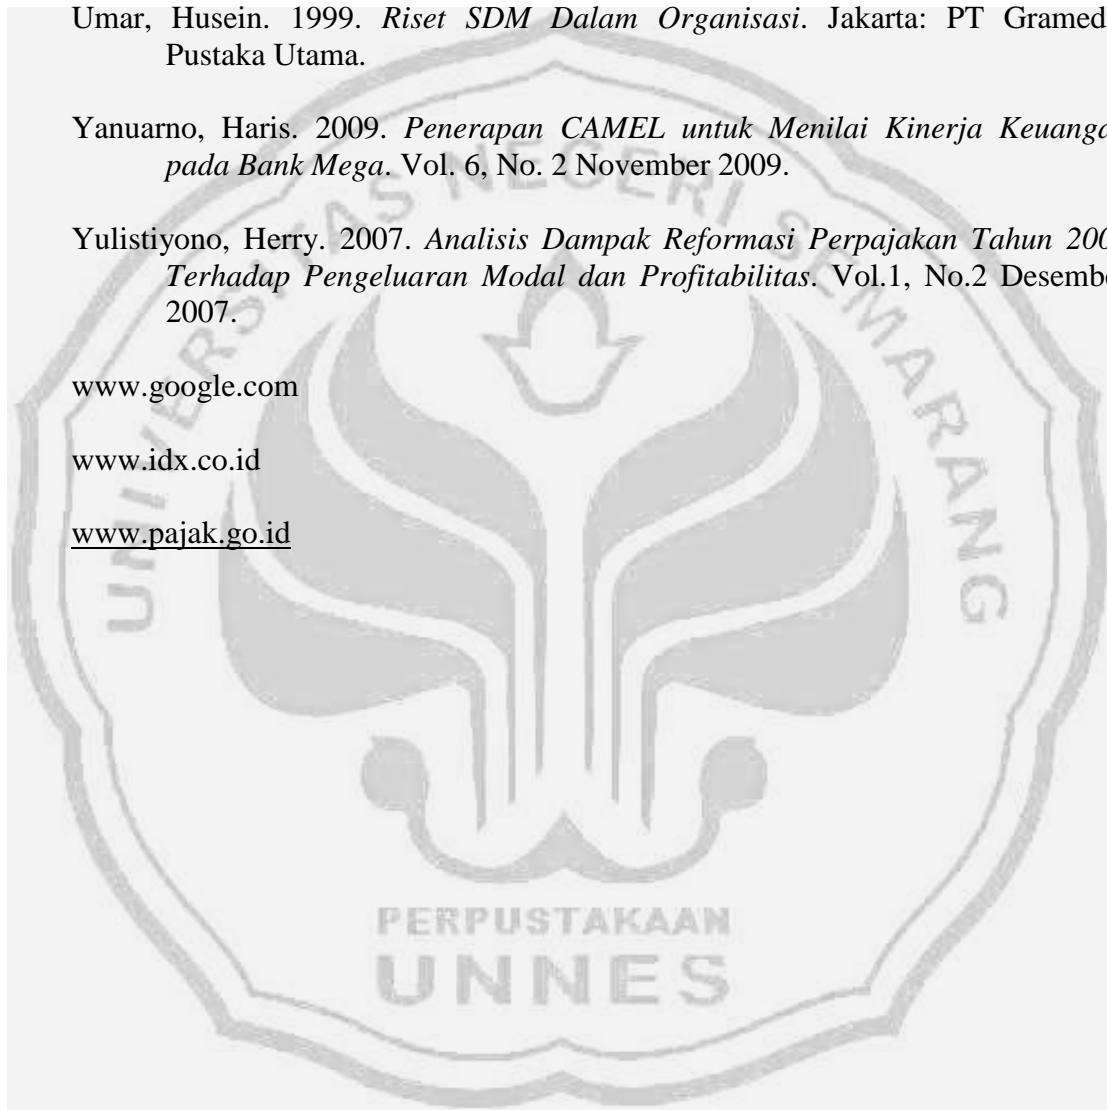 Umar, Husein. 1999. Riset SDM Dalam Organisasi. Jakarta: PT Gramed
Pustaka Utama.
Yanuarno, Haris. 2009. Penerapan CAMEL untuk Menilai Kinerja Keuanga
pada Bank Mega. Vol. 6, No. 2 November 2009.
Yulistiyono, Herry. 2007. Analisis Dampak Reformasi Perpajakan Tahun 200
Terhadap Pengeluaran Modal dan Profitabilitas. Vol.1, No.2 Desembe
2007.
www.google.com
www.idx.co.id
www.pajak.go.id
UNIVERSITAS NEGERI SEMARANG
PERPUSTAKAAN
UNNES